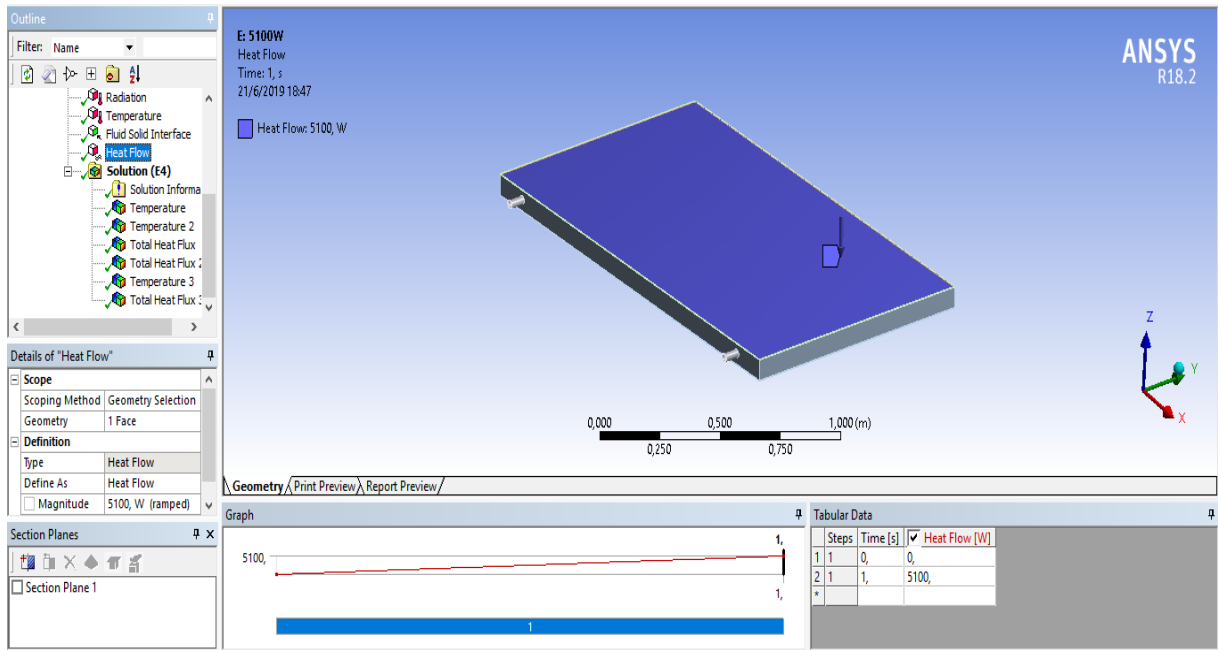 Outline
Filter: Name
Radiation
Temperature
Fluid Solid Interface
Heat Flow
Solution (E4)
Solution Informa
Temperature
Temperature 2
Total Heat Flux
Total Heat Flux 2
Temperature 3
Total Heat Flux 3
Details of "Heat Flow"
Scope
Scoping Method Geometry Selection
Geometry 1 Face
Definition
Type Heat Flow
Define As Heat Flow
Magnitude 5100, W (ramped)
Section Planes
Section Plane 1
E: 5100W
Heat Flow
Time: 1, s
21/6/2019 18:47
Heat Flow: 5100, W
ANSYS
R18.2
Z
Y
X
0,000 0,500 1,000 (m)
0,250 0,750
Geometry Print Preview Report Preview
Graph
1,
5100,
1,
1
Tabular Data
Steps Time [s] Heat Flow [W]
1 1 0, 0,
2 1 1, 5100,
*